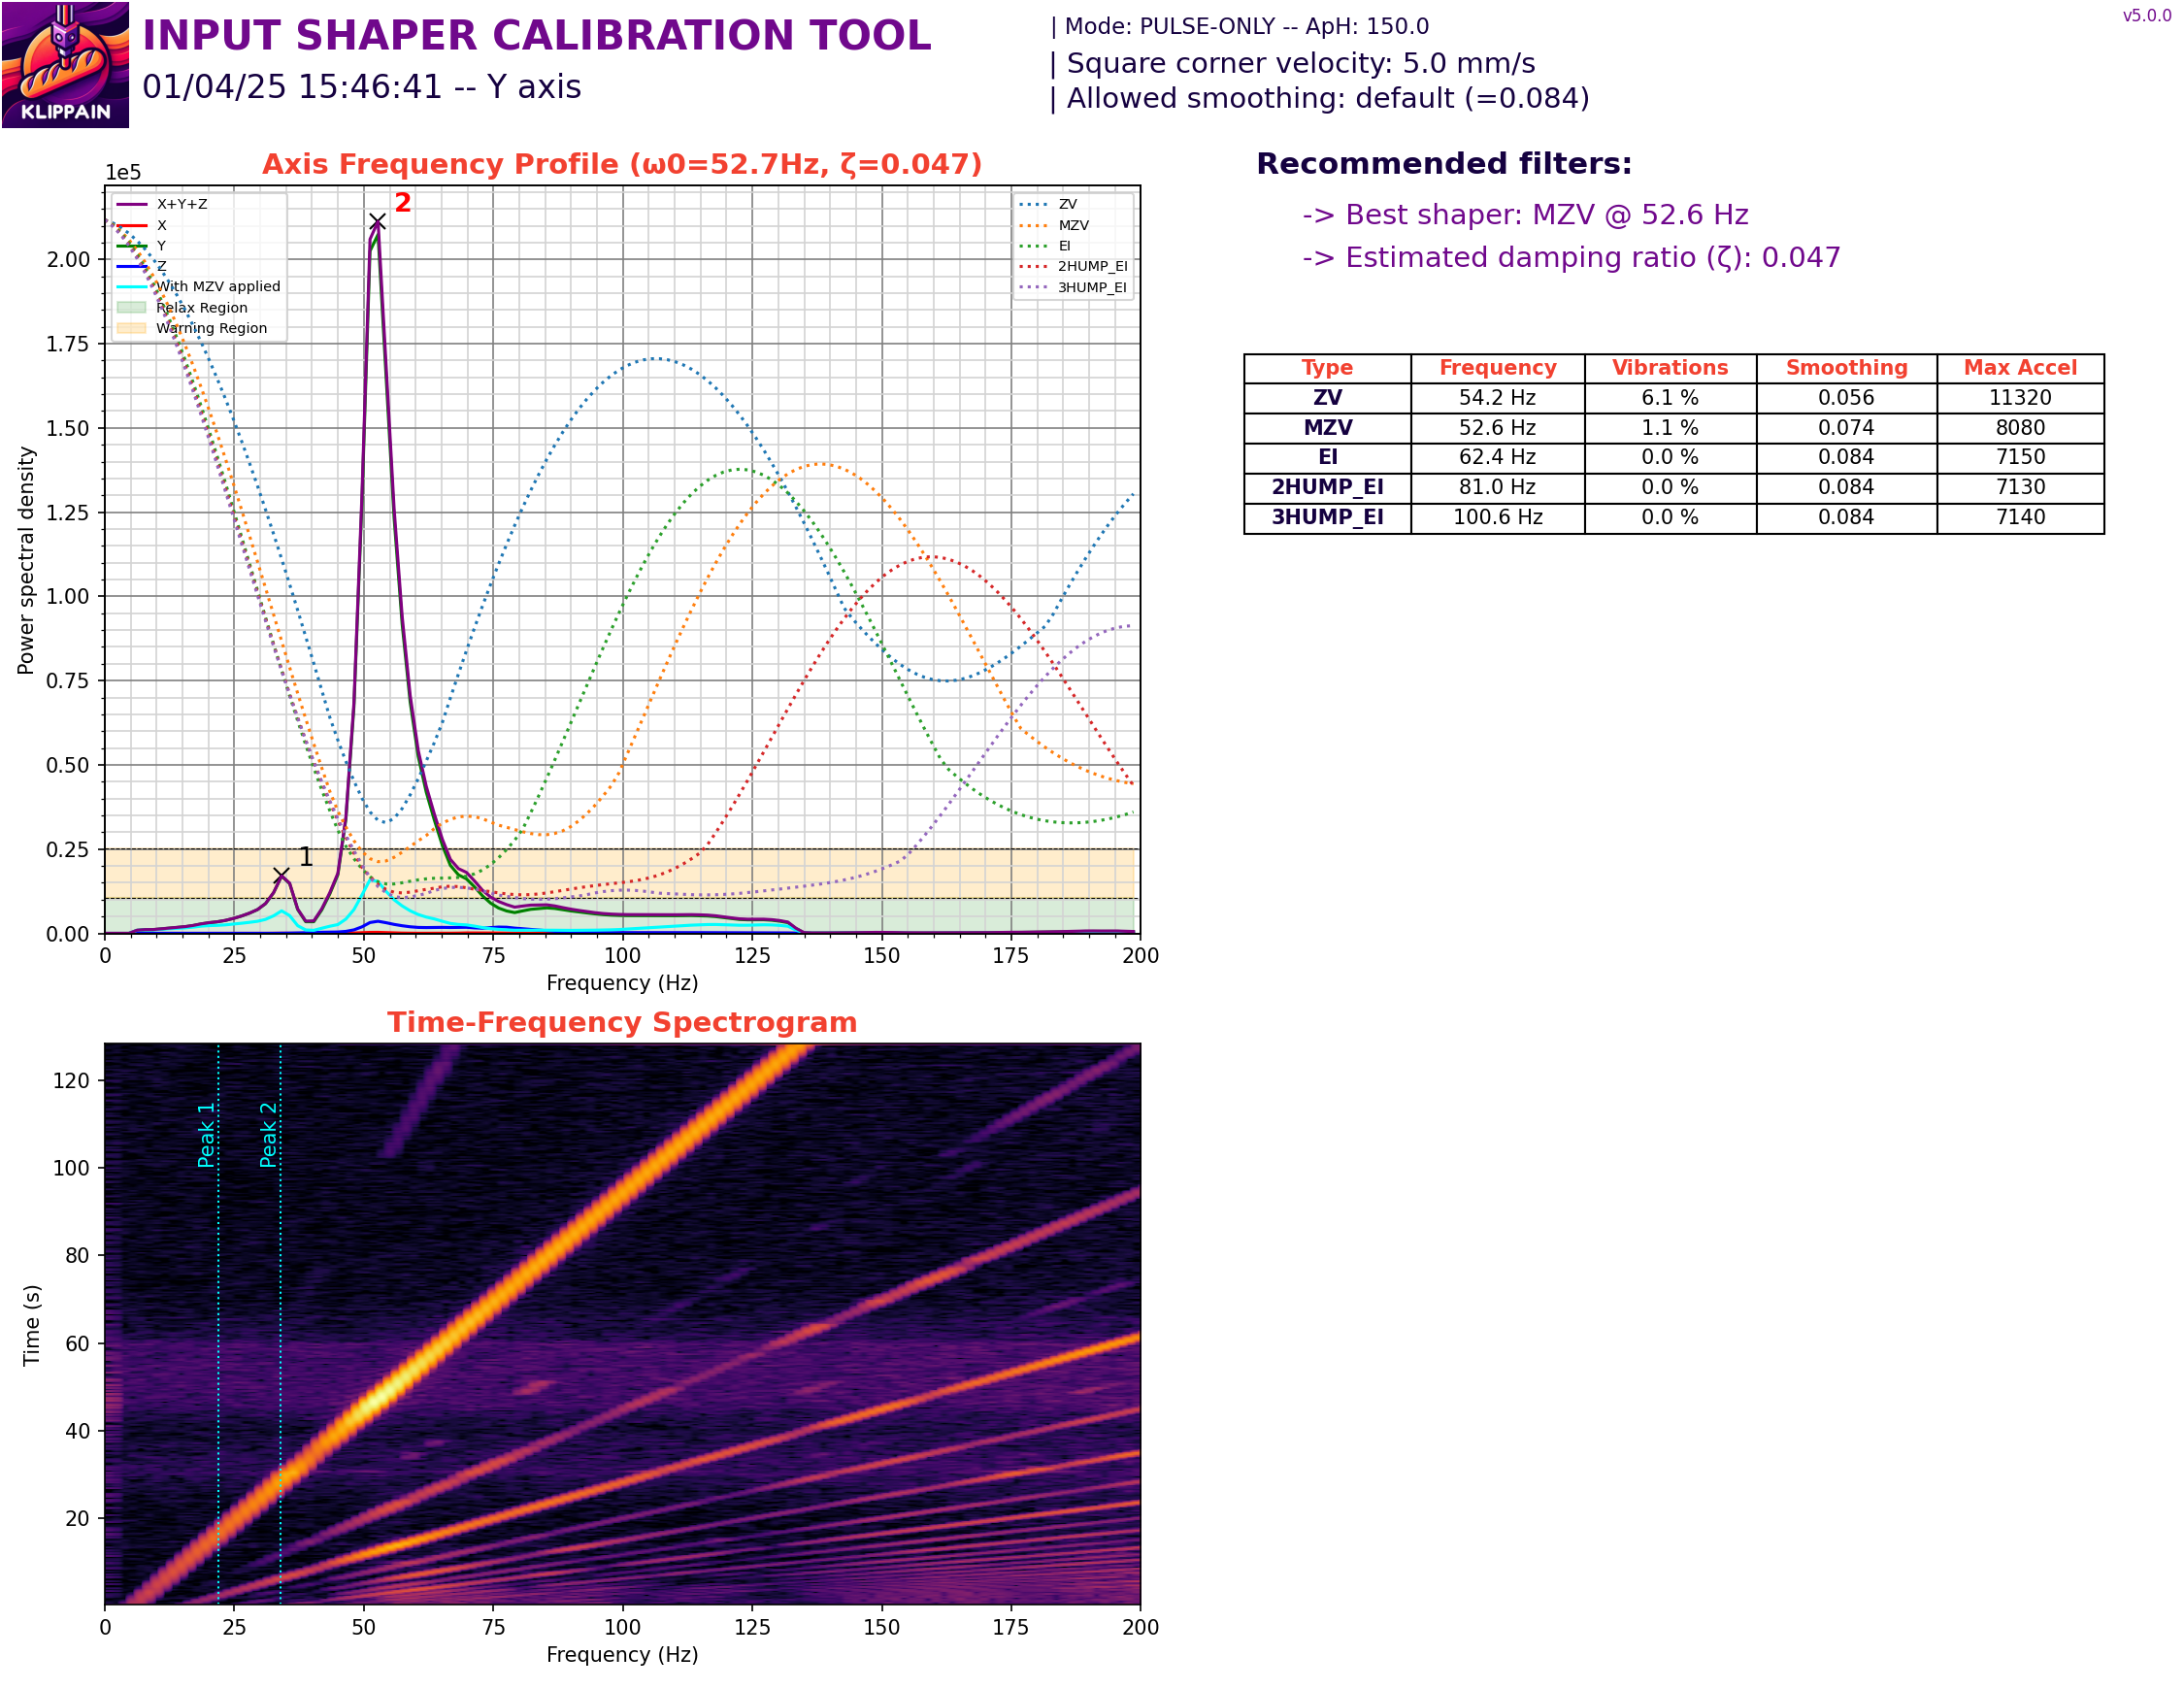 KLIPPAIN
INPUT SHAPER CALIBRATION TOOL
01/04/25 15:46:41 -- Y axis
| Mode: PULSE-ONLY -- ApH: 150.0
| Square corner velocity: 5.0 mm/s
| Allowed smoothing: default (=0.084)
v5.0.0
Axis Frequency Profile (ω0=52.7Hz, ζ=0.047)
1e5
X+Y+Z
X
Y
Z
With MZV applied
Relax Region
Warning Region
ZV
MZV
EI
2HUMP_EI
3HUMP_EI
2
1
Power spectral density
2.00
1.75
1.50
1.25
1.00
0.75
0.50
0.25
0.00
0 25 50 75 100 125 150 175 200
Frequency (Hz)
Recommended filters:
-> Best shaper: MZV @ 52.6 Hz
-> Estimated damping ratio (ζ): 0.047
Type Frequency Vibrations Smoothing Max Accel
ZV 54.2 Hz 6.1 % 0.056 11320
MZV 52.6 Hz 1.1 % 0.074 8080
EI 62.4 Hz 0.0 % 0.084 7150
2HUMP_EI 81.0 Hz 0.0 % 0.084 7130
3HUMP_EI 100.6 Hz 0.0 % 0.084 7140
Time-Frequency Spectrogram
Time (s)
120
100
80
60
40
20
Peak 1
Peak 2
0 25 50 75 100 125 150 175 200
Frequency (Hz)